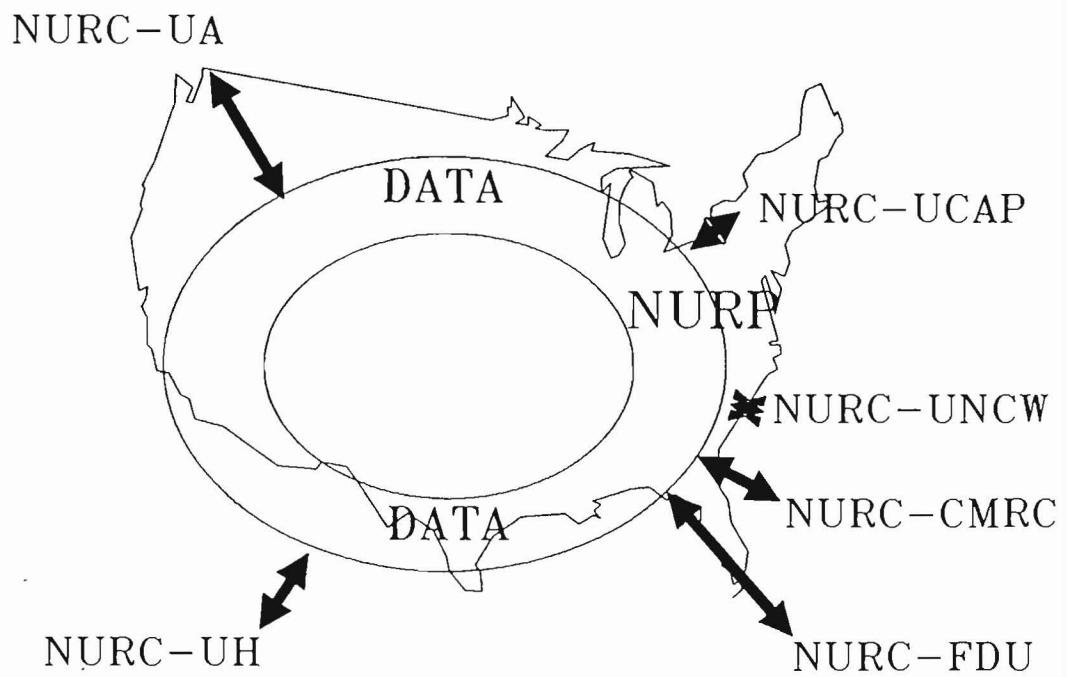 NURC-UA
DATA
NURC-UCAP
NURP
NURC-UNCW
NURC-CMRC
DATA
NURC-UH
NURC-FDU